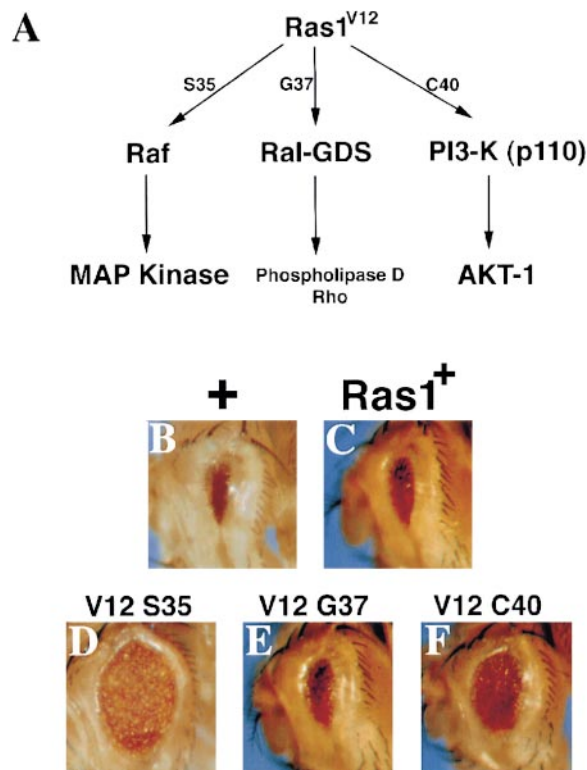 A
Ras1V12
S35 G37 C40
Raf Ral-GDS PI3-K (p110)
MAP Kinase Phospholipase D AKT-1
Rho
+ Ras1+
B C
V12 S35 V12 G37 V12 C40
D E F